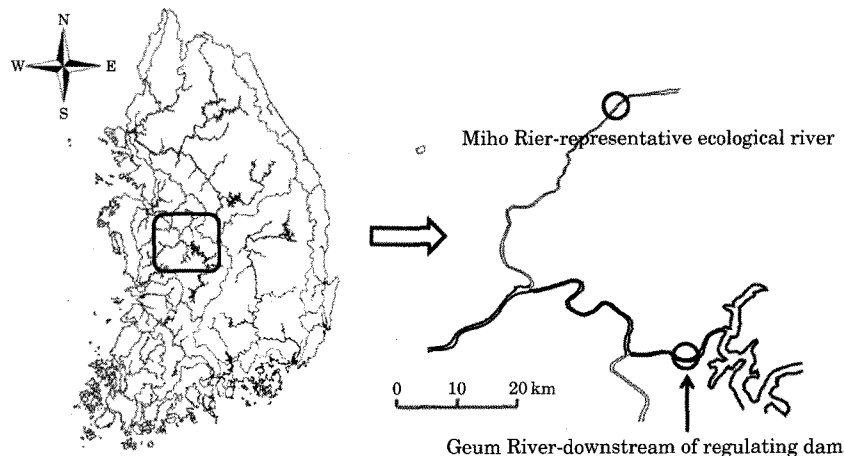 N
W E
S
Miho Rier-representative ecological river
0 10 20 km
Geum River-downstream of regulating dam